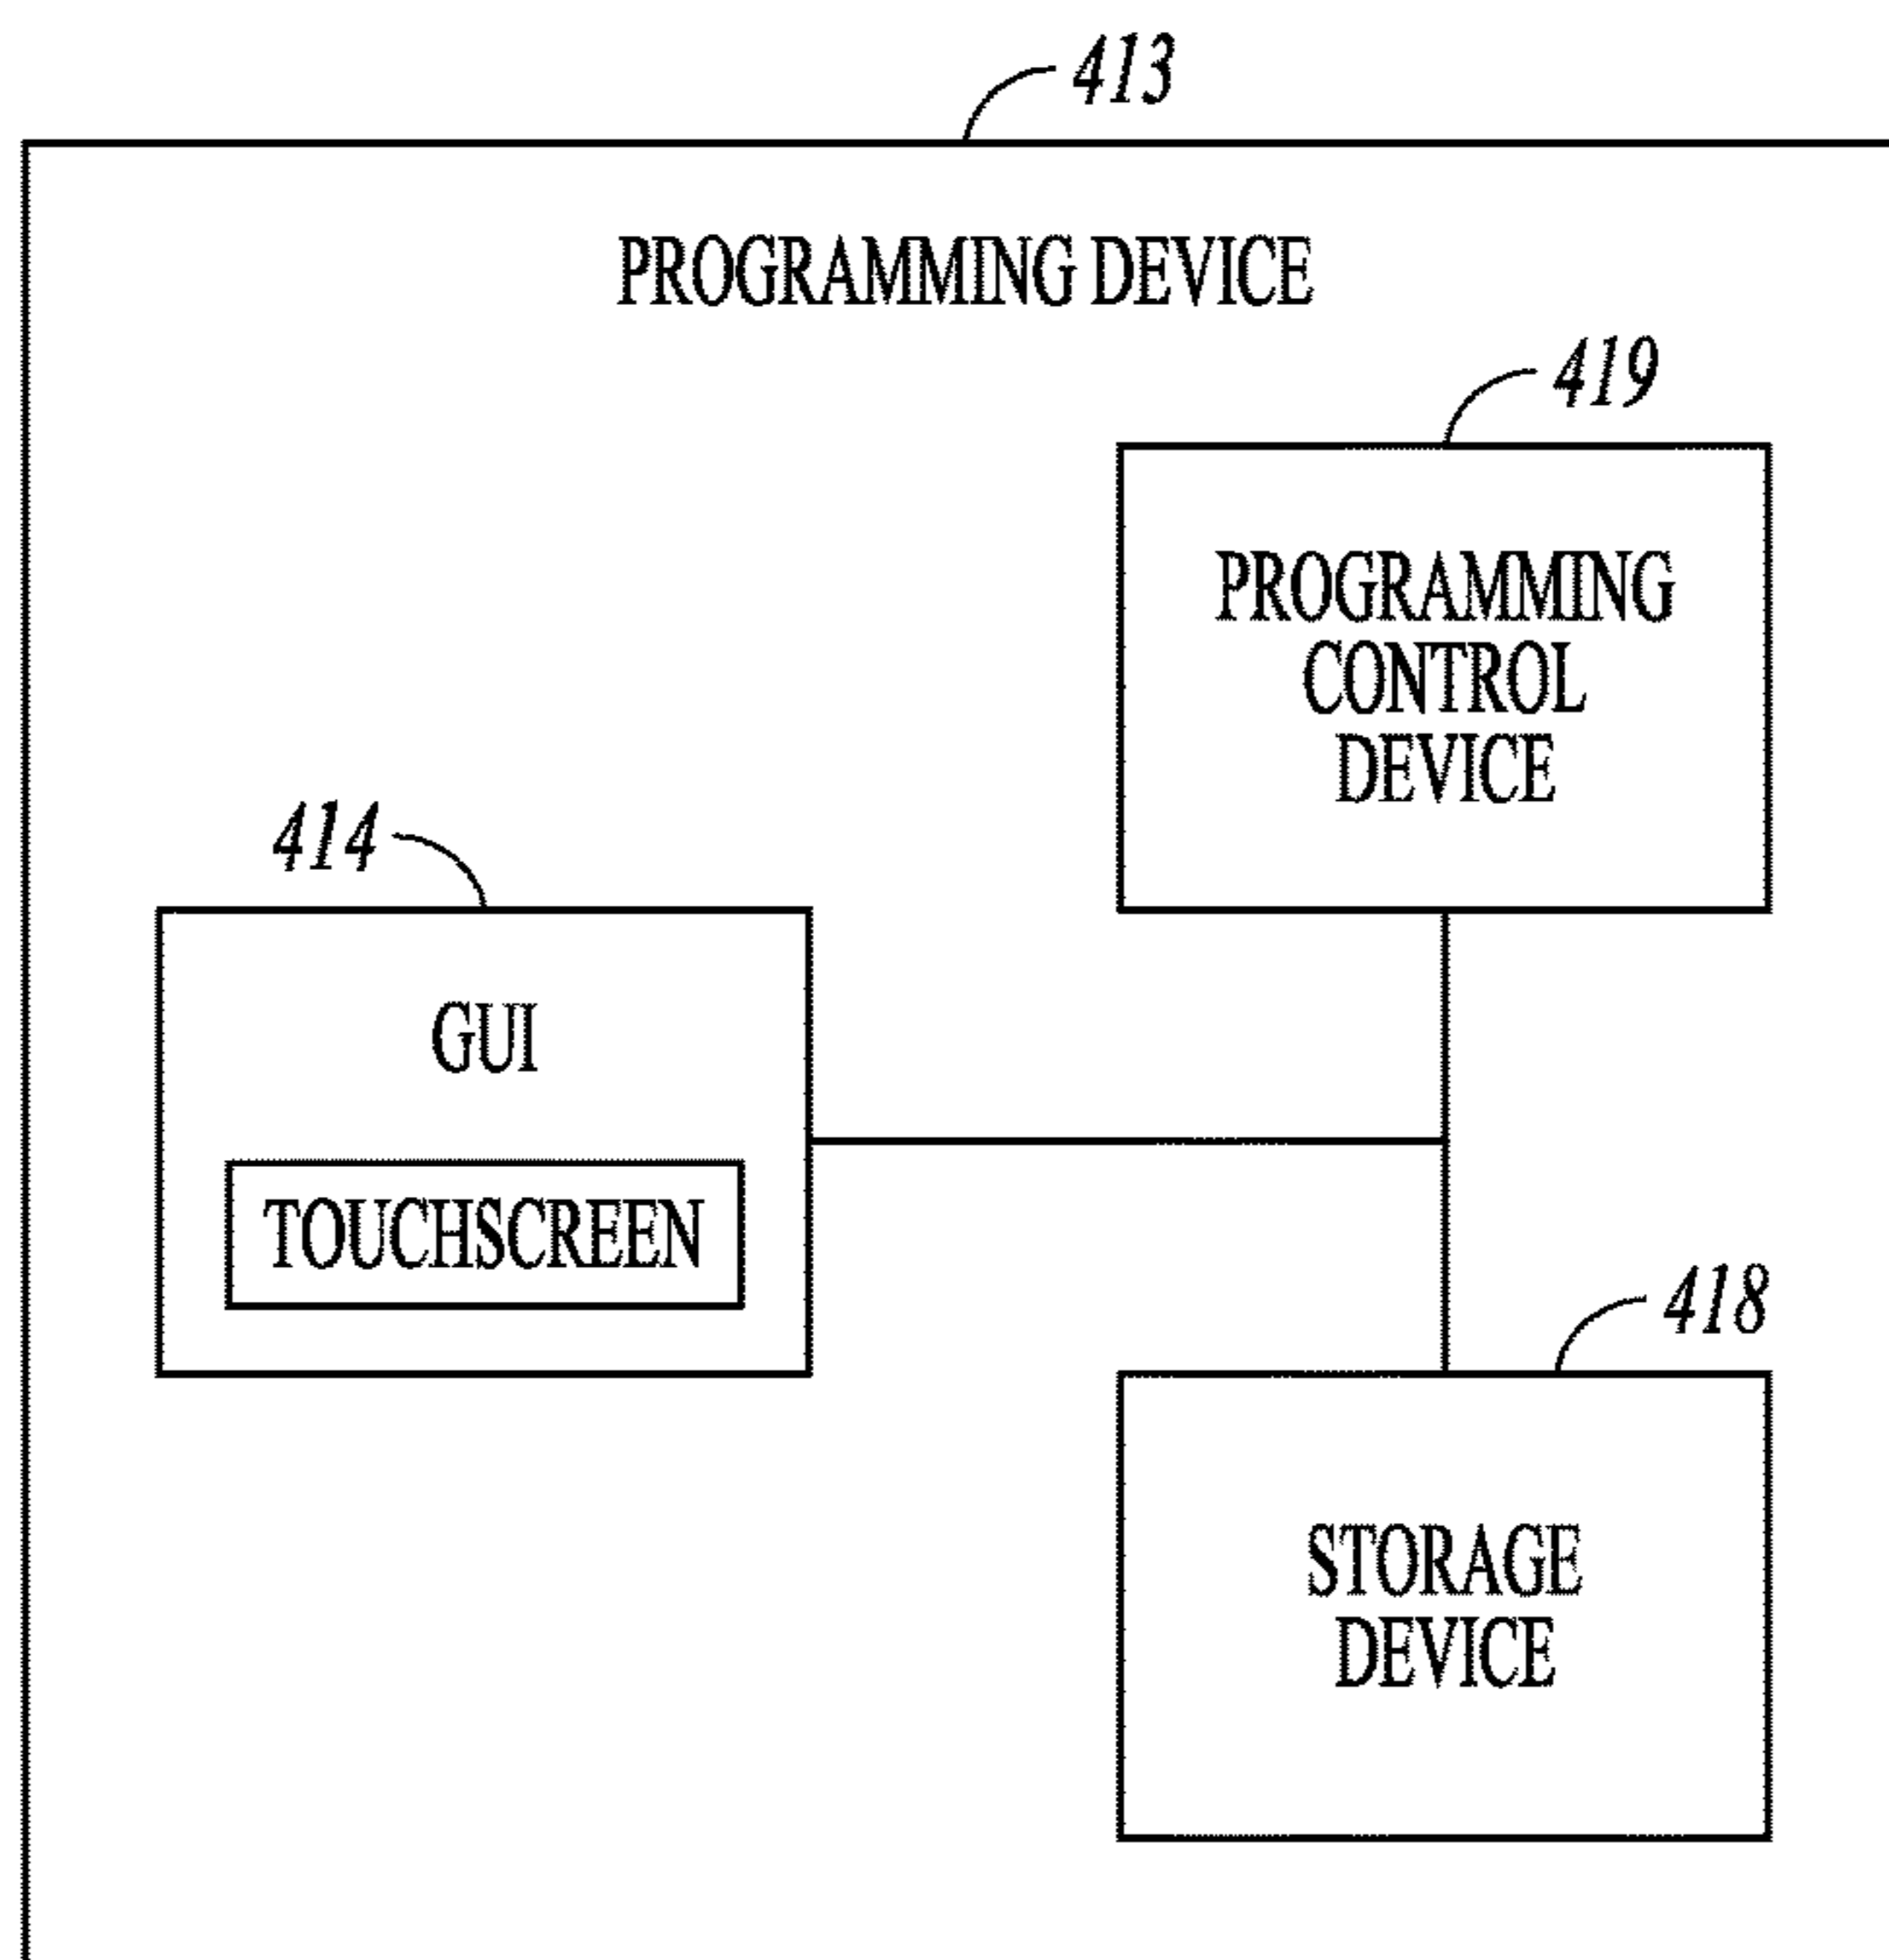 413
PROGRAMMING DEVICE
419
PROGRAMMING
CONTROL
DEVICE
414
GUI
TOUCHSCREEN
418
STORAGE
DEVICE